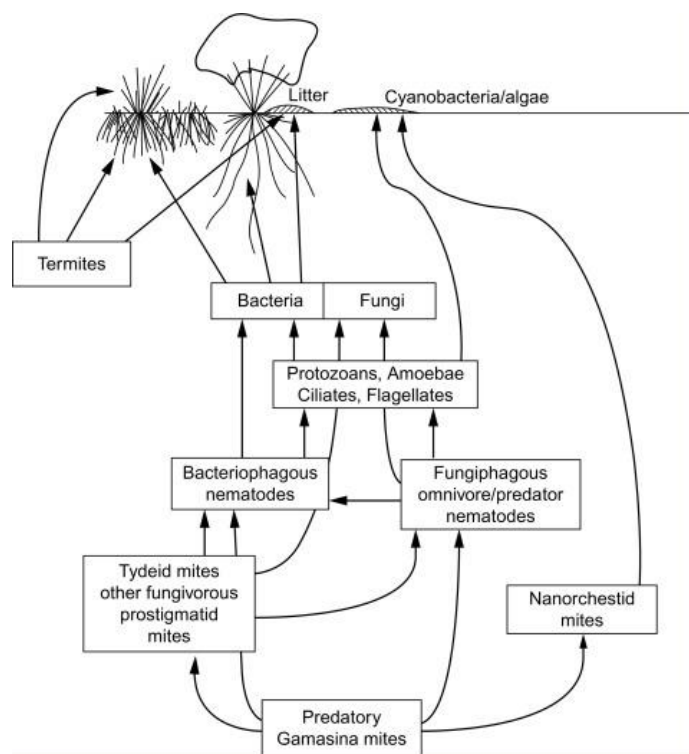 Litter
Cyanobacteria/algae
Termites
Bacteria
Fungi
Protozoans, Amoebae
Ciliates, Flagellates
Bacteriophagous
nematodes
Fungiphagous
omnivore/predator
nematodes
Tydeid mites
other fungivorous
prostigmatid
mites
Nanorchestid
mites
Predatory
Gamasina mites